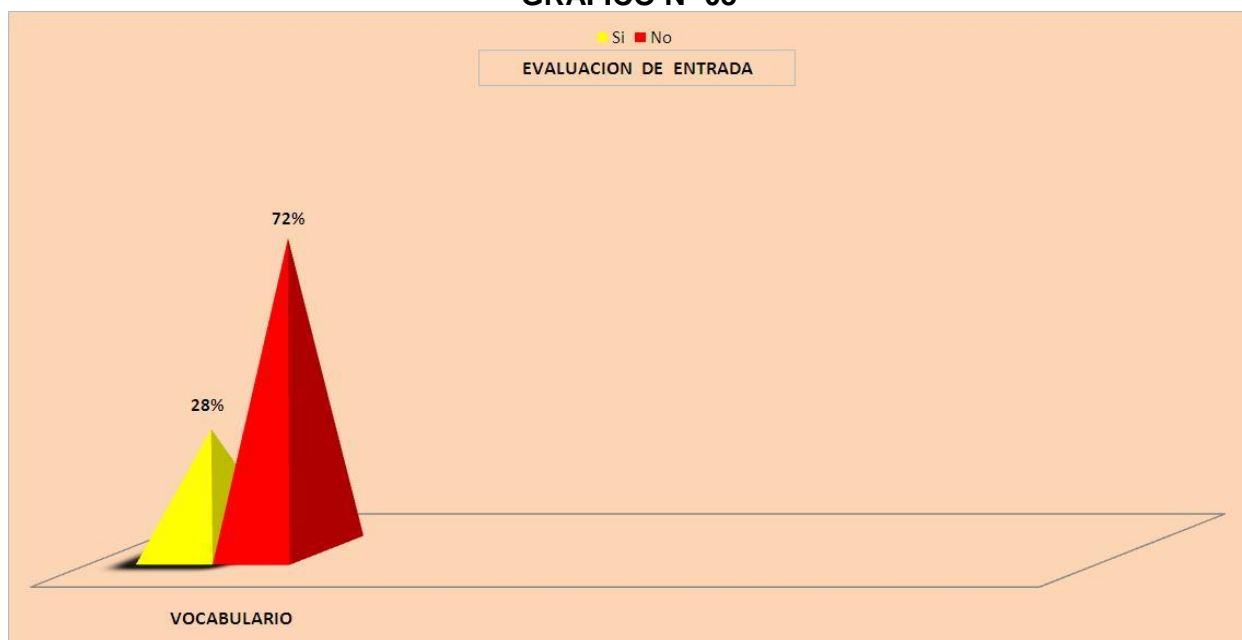 Si No
EVALUACION DE ENTRADA
72%
28%
VOCABULARIO